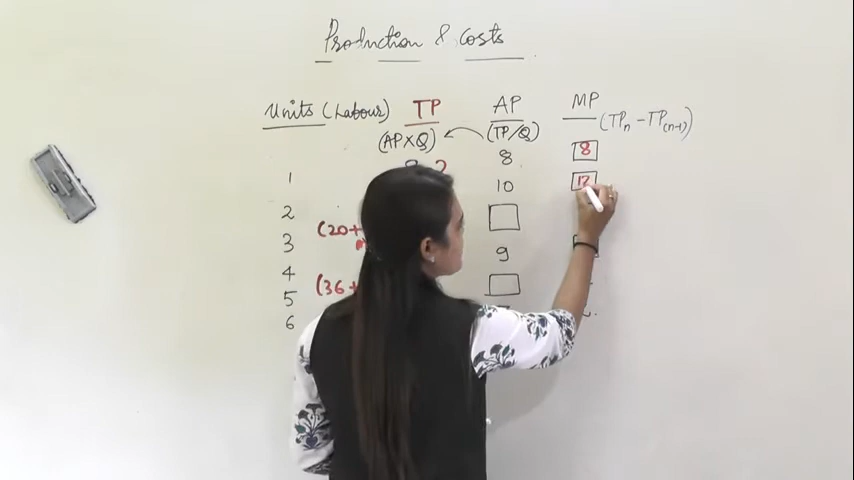 Production & Costs
Units (Labour) TP AP MP
(AP×Q) (TP/Q) (TPn - TP(n-1))
8 8
1 10 12
2
3 (20+
4 9
5 (36+
6